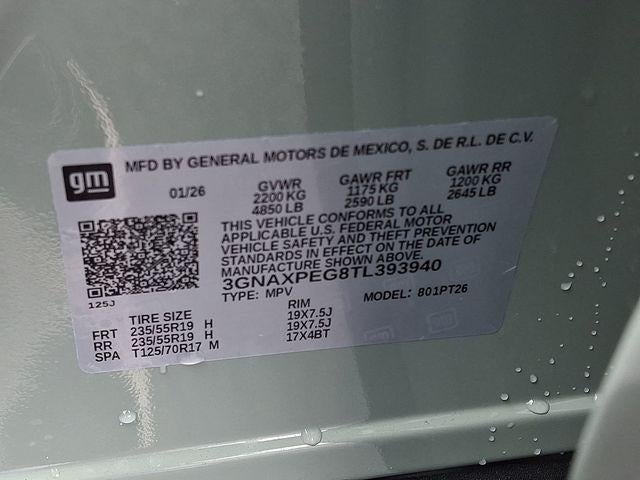 gm
MFD BY GENERAL MOTORS DE MEXICO, S. DE R.L. DE C.V.
01/26
GVWR GAWR FRT GAWR RR
2200 KG 1175 KG 1200 KG
4850 LB 2590 LB 2645 LB
THIS VEHICLE CONFORMS TO ALL
APPLICABLE U.S. FEDERAL MOTOR
VEHICLE SAFETY AND THEFT PREVENTION
STANDARDS IN EFFECT ON THE DATE OF
MANUFACTURE SHOWN ABOVE.
3GNAXPEG8TL393940
TYPE: MPV MODEL: 801PT26
125J
TIRE SIZE RIM
FRT 235/55R19 H 19X7.5J
RR 235/55R19 H 19X7.5J
SPA T125/70R17 M 17X4BT